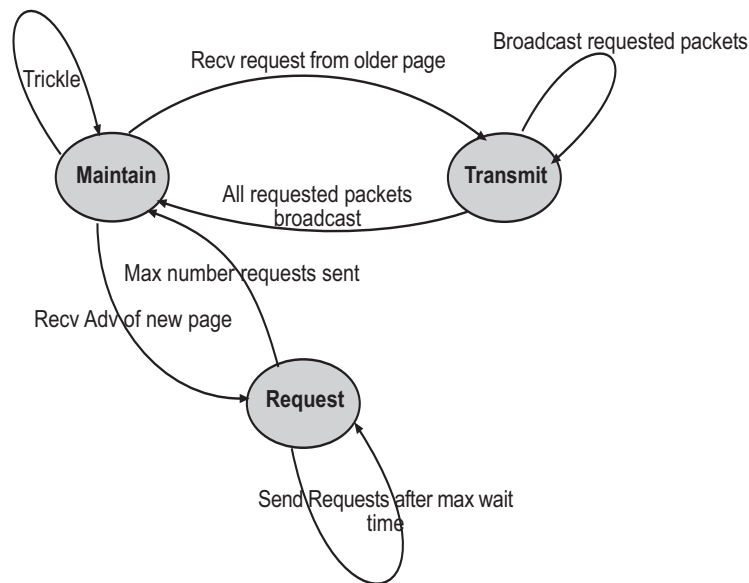 Broadcast requested packets
Recv request from older page
Trickle
Maintain
Transmit
All requested packets
broadcast
Max number requests sent
Recv Adv of new page
Request
Send Requests after max wait
time